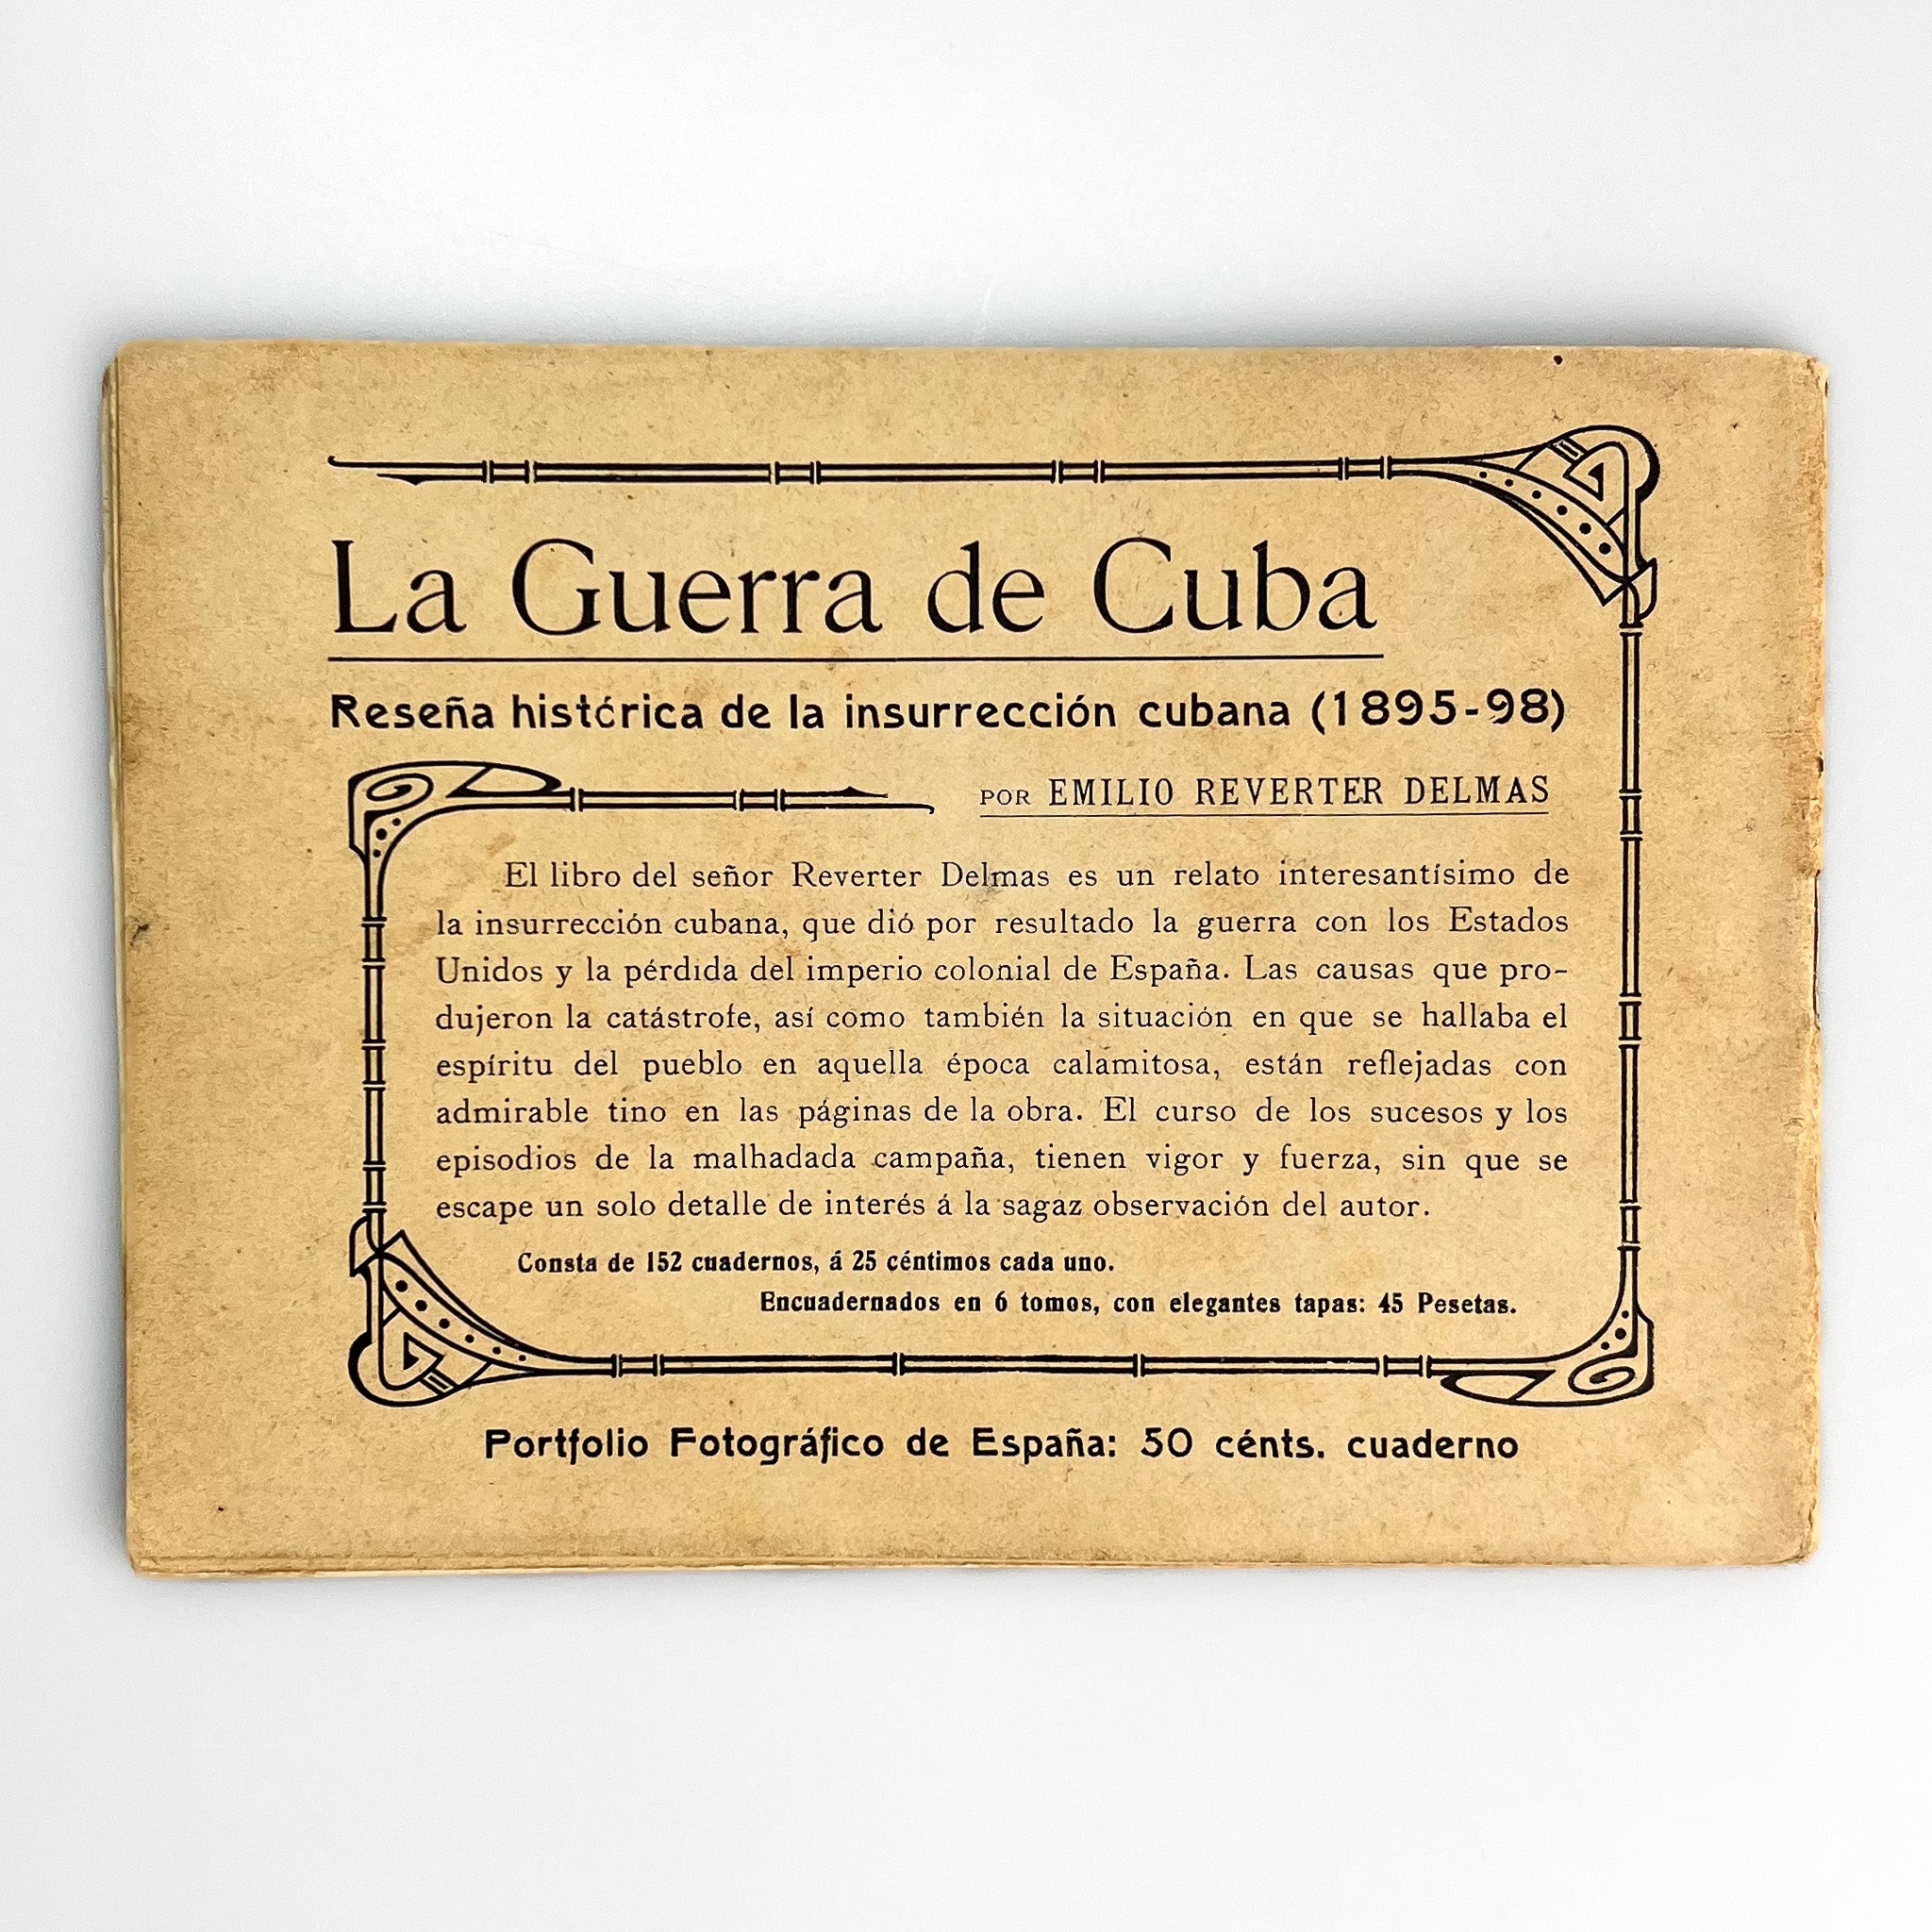 La Guerra de Cuba
Reseña histórica de la insurrección cubana (1895-98)
POR EMILIO REVERTER DELMAS
El libro del señor Reverter Delmas es un relato interesantísimo de
la insurrección cubana, que dió por resultado la guerra con los Estados
Unidos y la pérdida del imperio colonial de España. Las causas que pro-
dujeron la catástrofe, así como también la situación en que se hallaba el
espíritu del pueblo en aquella época calamitosa, están reflejadas con
admirable tino en las páginas de la obra. El curso de los sucesos y los
episodios de la malhadada campaña, tienen vigor y fuerza, sin que se
escape un solo detalle de interés á la sagaz observación del autor.
Consta de 152 cuadernos, á 25 céntimos cada uno.
Encuadernados en 6 tomos, con elegantes tapas: 45 Pesetas.
Portfolio Fotográfico de España: 50 cénts. cuaderno